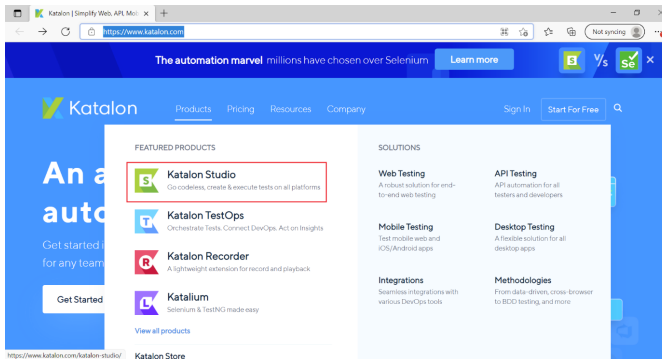 Katalon | Simplify Web, API, Mob
https://www.katalon.com
Not syncing
The automation marvel millions have chosen over Selenium
Learn more
V/s
Se
Katalon
Products
Pricing
Resources
Company
Sign In
Start For Free
FEATURED PRODUCTS
Katalon Studio
Go codeless, create & execute tests on all platforms
Katalon TestOps
Orchestrate Tests. Connect DevOps. Act on Insights
Katalon Recorder
A lightweight extension for record and playback
Katalium
Selenium & TestNG made easy
View all products
Katalon Store
SOLUTIONS
Web Testing
A robust solution for end-
to-end web testing
API Testing
API automation for all
testers and developers
Mobile Testing
Test mobile web and
iOS/Android apps
Desktop Testing
A flexible solution for all
desktop apps
Integrations
Seamless integrations with
various DevOps tools
Methodologies
From data-driven, cross-browser
to BDD testing, and more
An a
auto
Get started i
for any team
Get Started
https://www.katalon.com/katalon-studio/